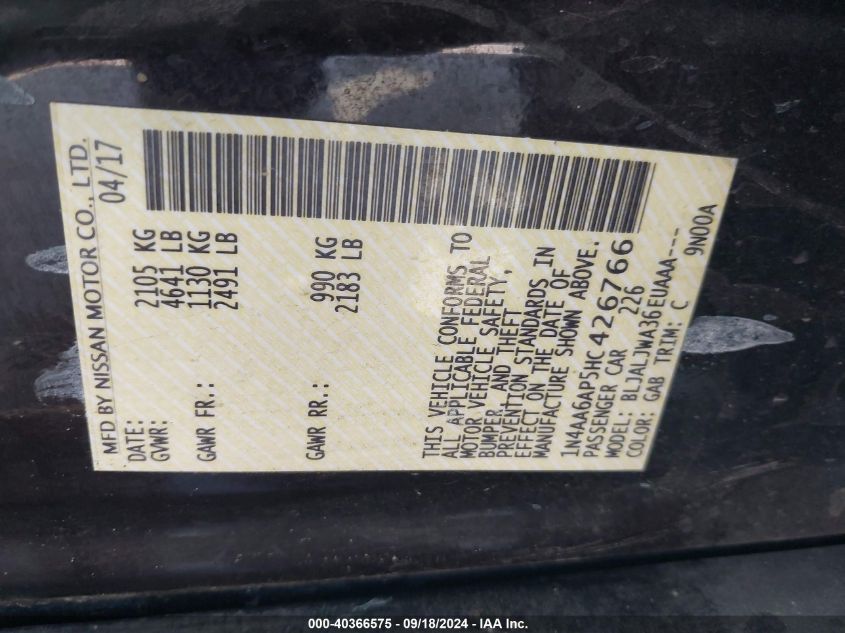 MFD BY NISSAN MOTOR CO., LTD.
DATE: 04/17
GVWR: 2105 KG
4641 LB
GAWR FR.: 1130 KG
2491 LB
GAWR RR.: 990 KG
2183 LB
THIS VEHICLE CONFORMS TO
ALL APPLICABLE FEDERAL
MOTOR VEHICLE SAFETY,
BUMPER, AND THEFT
PREVENTION STANDARDS IN
EFFECT ON THE DATE OF
MANUFACTURE SHOWN ABOVE.
1N4AA6AP5HC426766
PASSENGER CAR 226
MODEL: BLJALJWA36EUAAA---
COLOR: GAB TRIM: C 9N00A
000-40366575 - 09/18/2024 - IAA Inc.